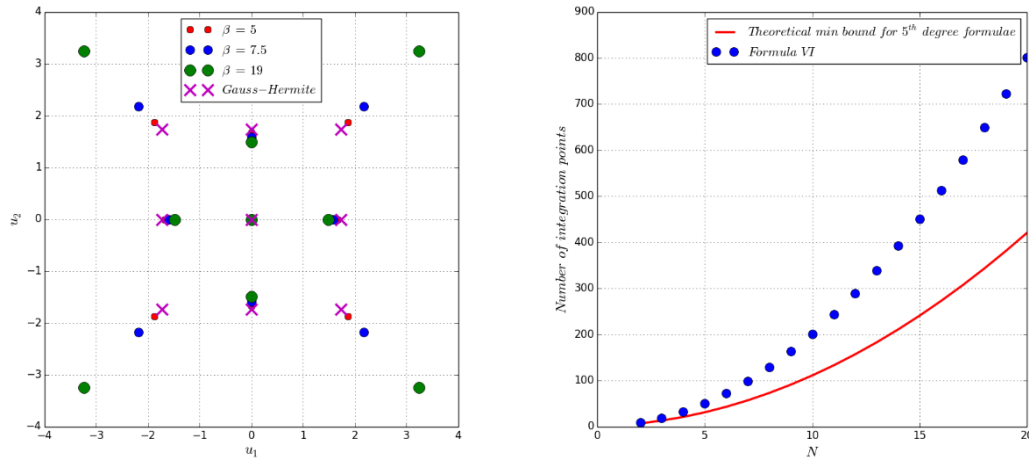 β = 5
β = 7.5
β = 19
Gauss−Hermite
4
3
2
1
0
−1
−2
−3
−4
u₂
−4 −3 −2 −1 0 1 2 3 4
u₁
Theoretical min bound for 5ᵗʰ degree formulae
Formula VI
900
800
700
600
500
400
300
200
100
0
Number of integration points
0 5 10 15 20
N